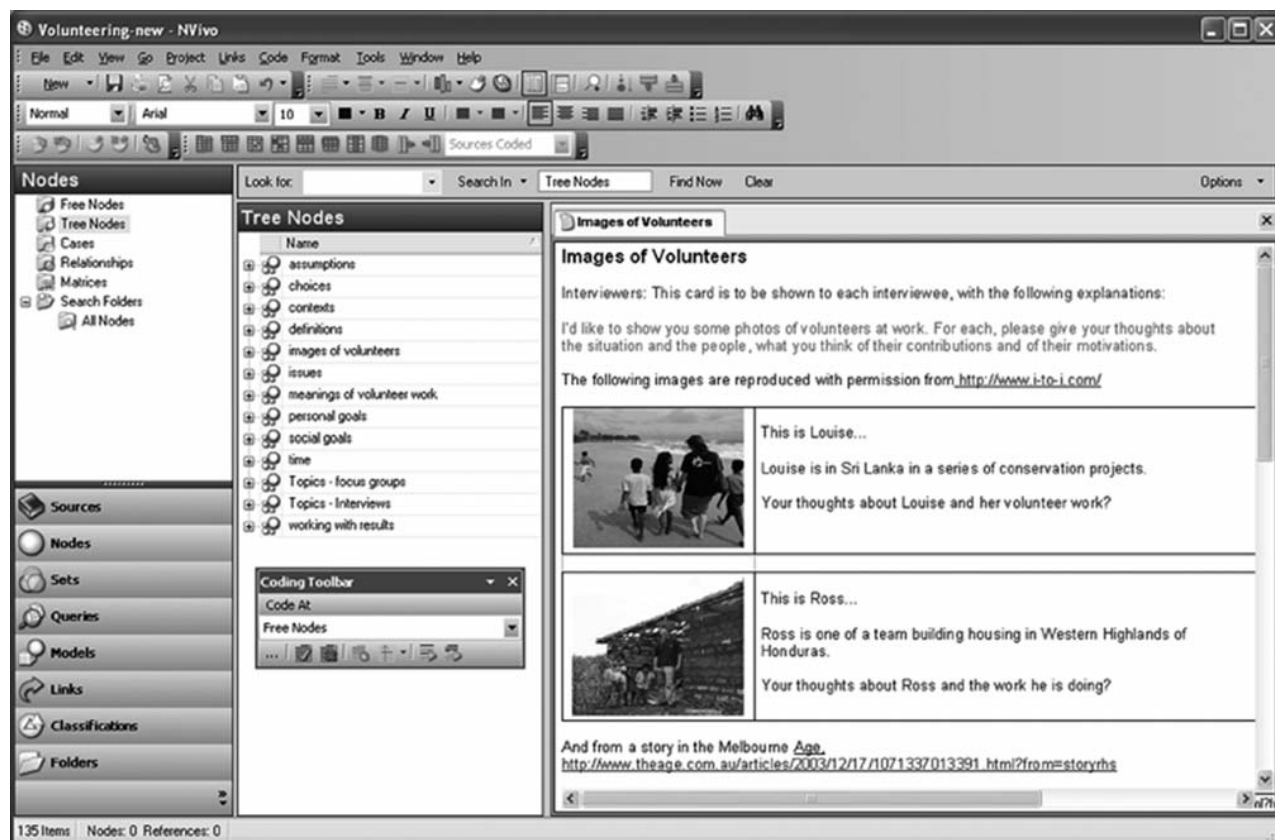 Volunteering-new - NVivo
File Edit View Go Project Links Code Format Tools Window Help
New
Normal Arial 10 B I U
Sources Coded
Nodes
Free Nodes
Tree Nodes
Cases
Relationships
Matrices
Search Folders
All Nodes
Sources
Nodes
Sets
Queries
Models
Links
Classifications
Folders
Look for: Search In Tree Nodes Find Now Clear Options
Tree Nodes
Name
assumptions
choices
contexts
definitions
images of volunteers
issues
meanings of volunteer work
personal goals
social goals
time
Topics - focus groups
Topics - Interviews
working with results
Coding Toolbar
Code At
Free Nodes
...
Images of Volunteers
Images of Volunteers
Interviewers: This card is to be shown to each interviewee, with the following explanations:
I'd like to show you some photos of volunteers at work. For each, please give your thoughts about
the situation and the people, what you think of their contributions and of their motivations.
The following images are reproduced with permission from http://www.i-to-i.com/
This is Louise...
Louise is in Sri Lanka in a series of conservation projects.
Your thoughts about Louise and her volunteer work?
This is Ross...
Ross is one of a team building housing in Western Highlands of
Honduras.
Your thoughts about Ross and the work he is doing?
And from a story in the Melbourne Age,
http://www.theage.com.au/articles/2003/12/17/1071337013391.html?from=storyrhs
135 Items Nodes: 0 References: 0